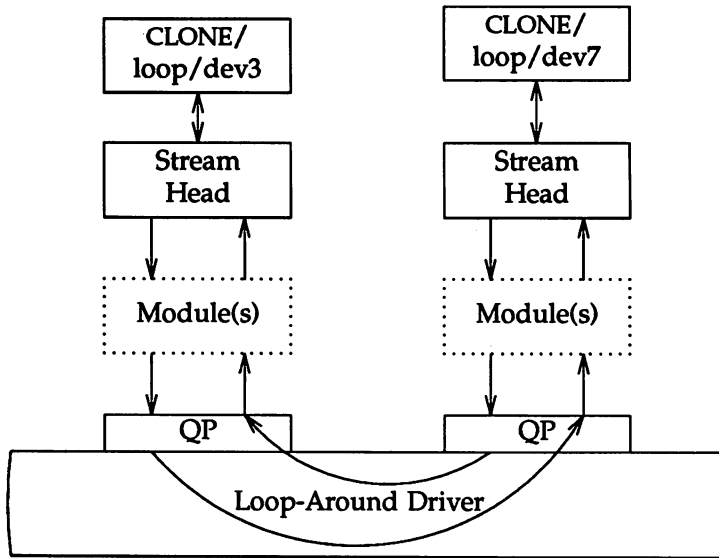 CLONE/
loop/dev3
CLONE/
loop/dev7
Stream
Head
Stream
Head
Module(s)
Module(s)
QP
QP
Loop-Around Driver